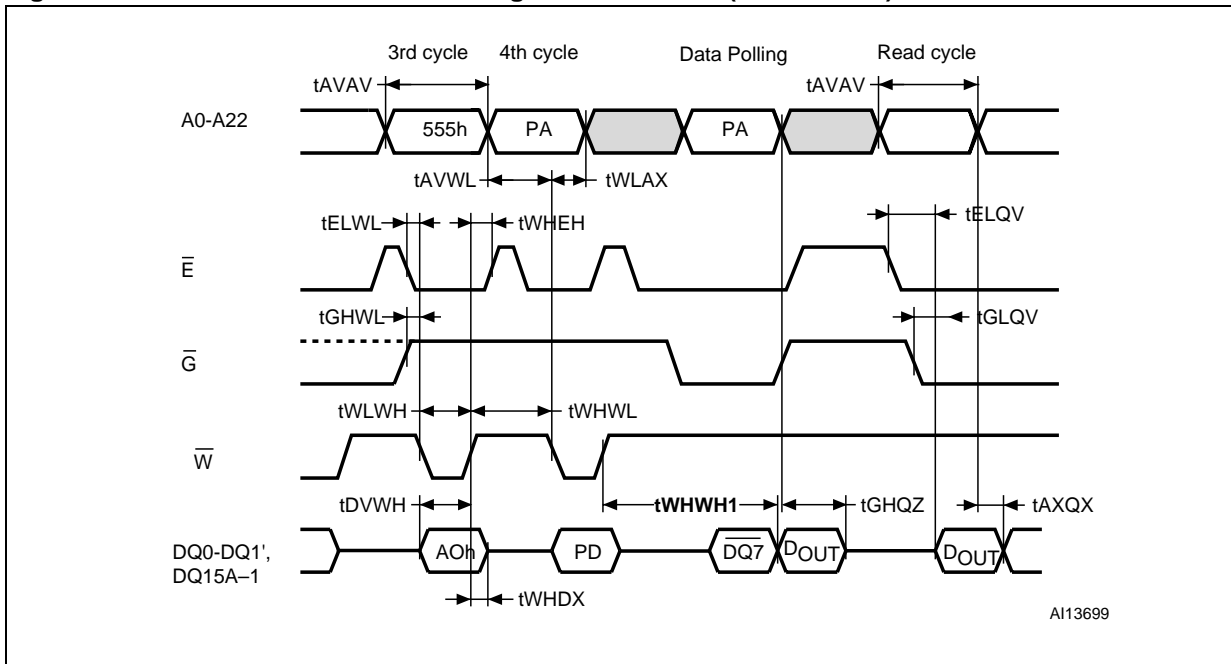 3rd cycle 4th cycle Data Polling Read cycle
tAVAV tAVAV
A0-A22 555h PA PA
tAVWL tWLAX
tELWL tWHEH tELQV
E
tGHWL tGLQV
G
tWLWH tWHWL
W
tDVWH tWHWH1 tGHQZ tAXQX
DQ0-DQ1',
DQ15A–1
AOh PD DQ7 DOUT DOUT
tWHDX
AI13699